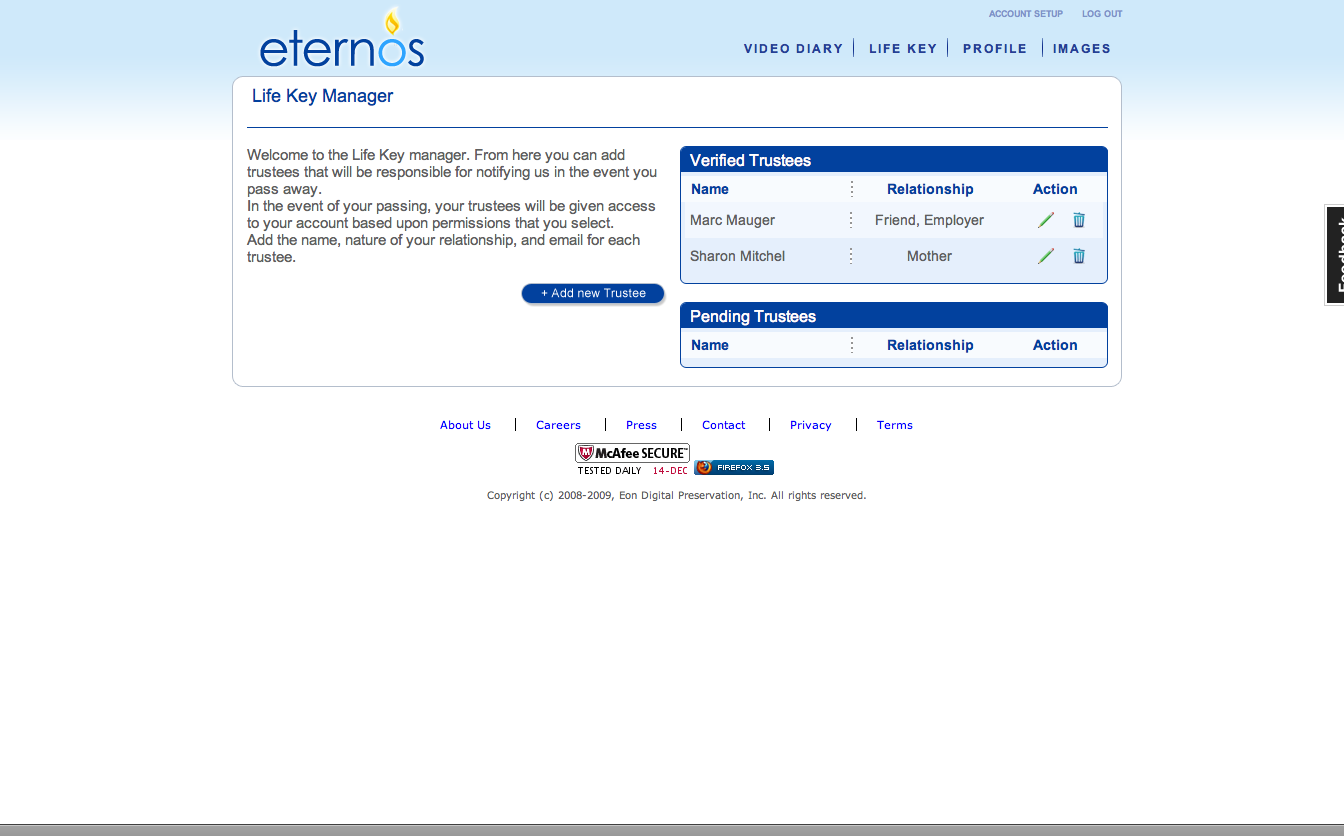 ACCOUNT SETUP LOG OUT
eternos
VIDEO DIARY LIFE KEY PROFILE IMAGES
Life Key Manager
Welcome to the Life Key manager. From here you can add
trustees that will be responsible for notifying us in the event you
pass away.
In the event of your passing, your trustees will be given access
to your account based upon permissions that you select.
Add the name, nature of your relationship, and email for each
trustee.
+ Add new Trustee
Verified Trustees
Name Relationship Action
Marc Mauger Friend, Employer
Sharon Mitchel Mother
Pending Trustees
Name Relationship Action
Feedback
About Us Careers Press Contact Privacy Terms
McAfee SECURE™
TESTED DAILY 14-DEC
FIREFOX 3.5
Copyright (c) 2008-2009, Eon Digital Preservation, Inc. All rights reserved.